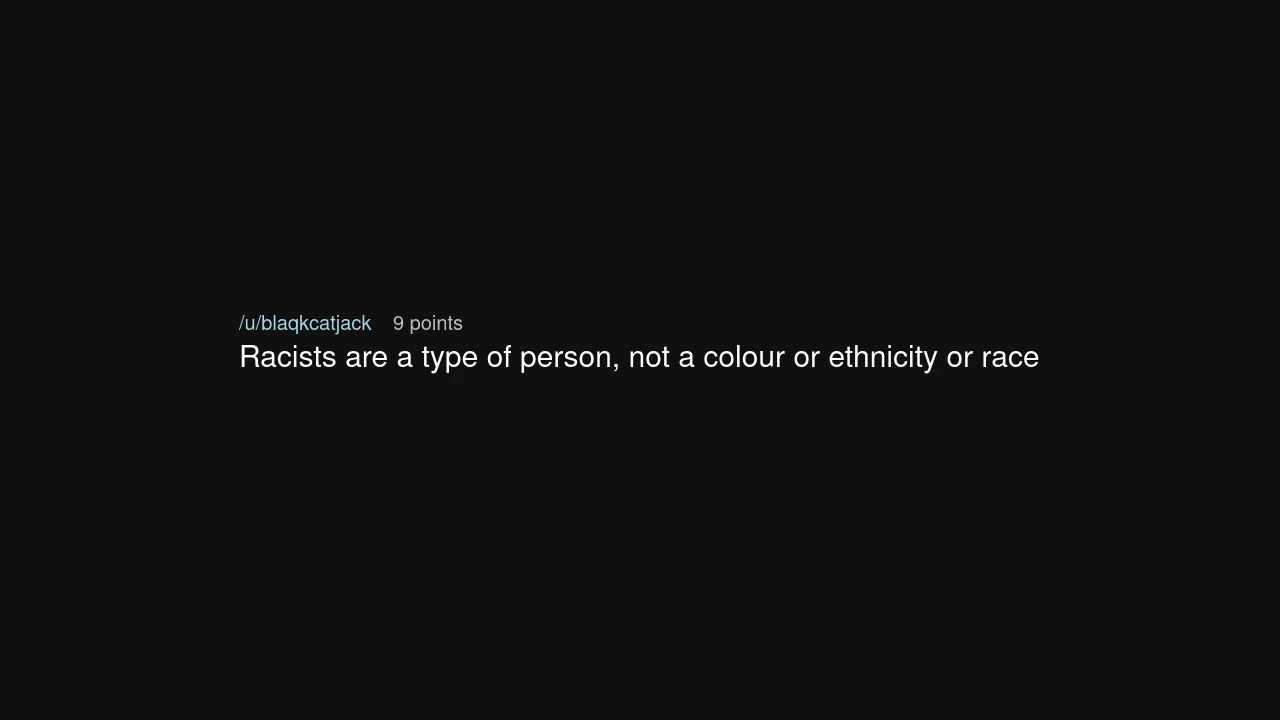 /u/blaqkcatjack 9 points
Racists are a type of person, not a colour or ethnicity or race